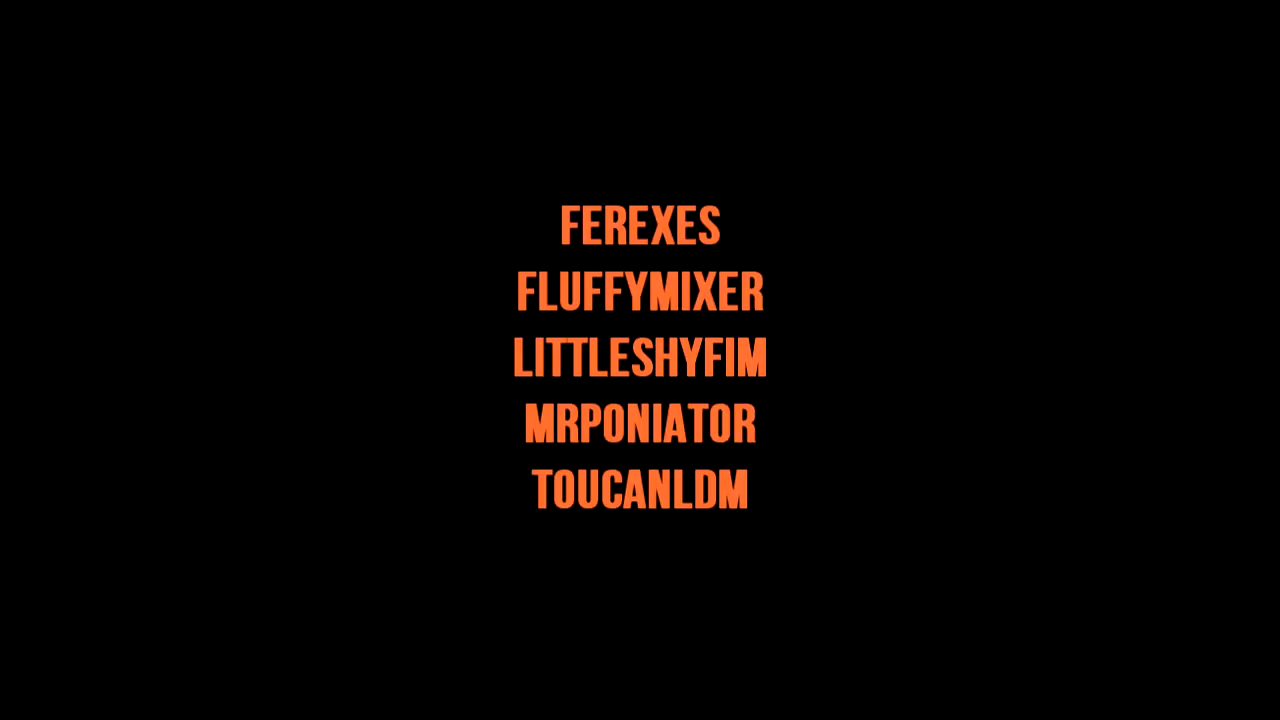 FEREXES
FLUFFYMIXER
LITTLESHYFIM
MRPONIATOR
TOUCANLDM